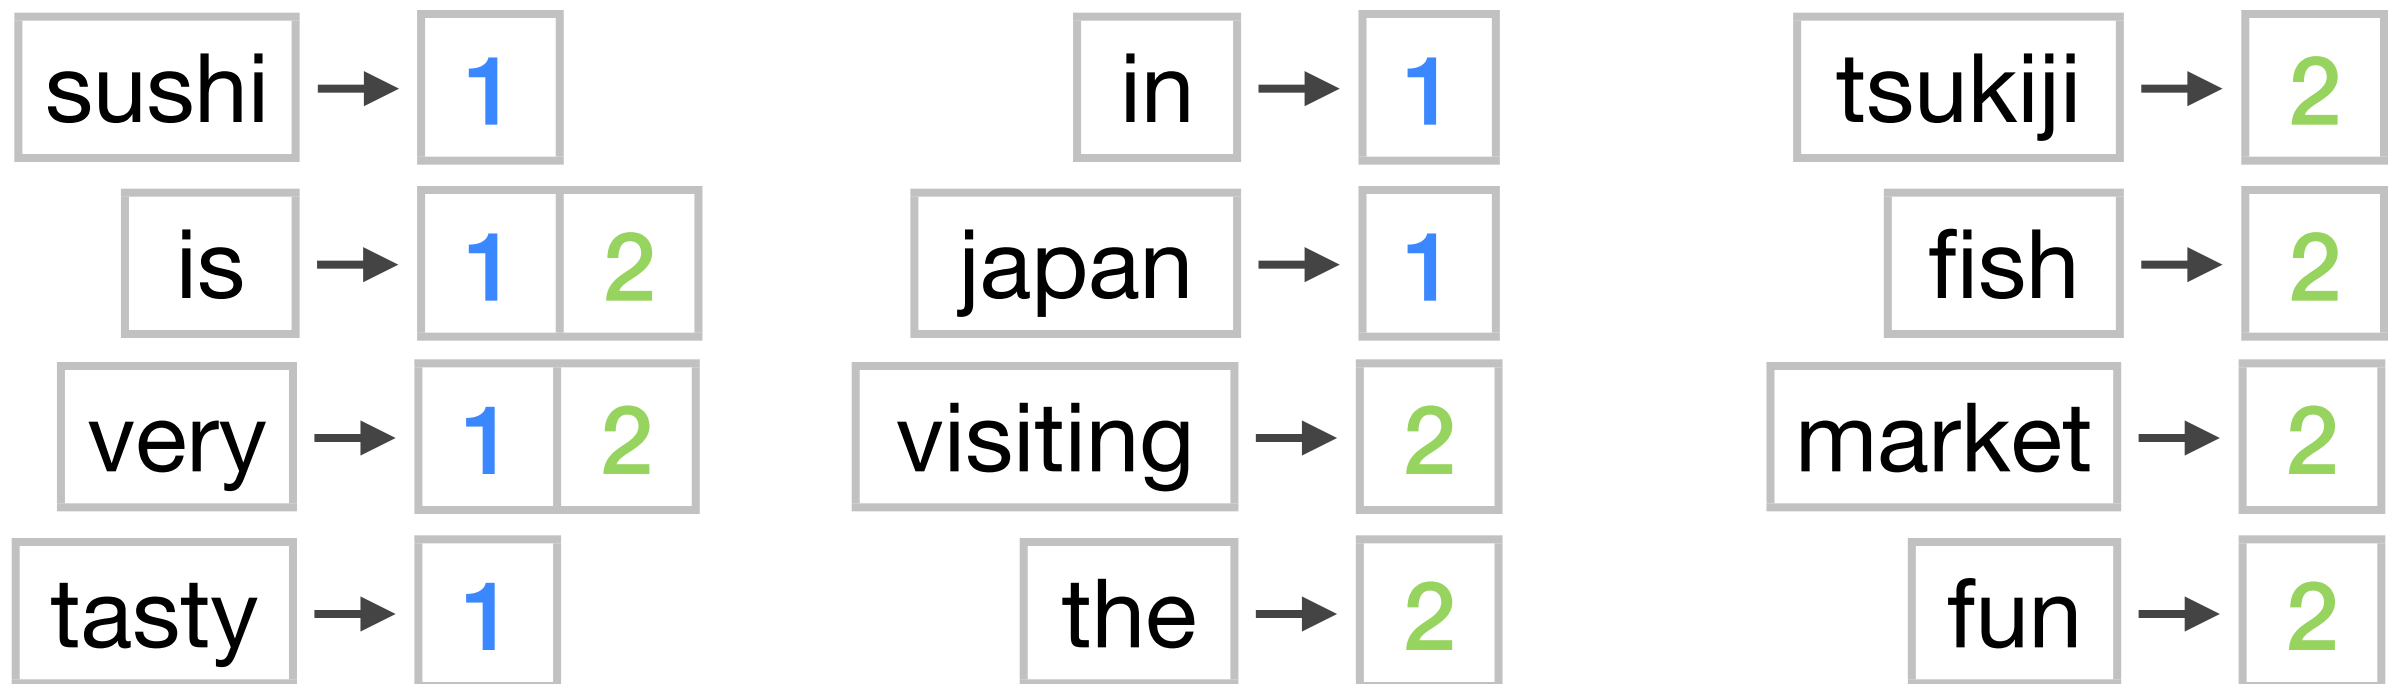 sushi → 1
is → 1 2
very → 1 2
tasty → 1
in → 1
japan → 1
visiting → 2
the → 2
tsukiji → 2
fish → 2
market → 2
fun → 2